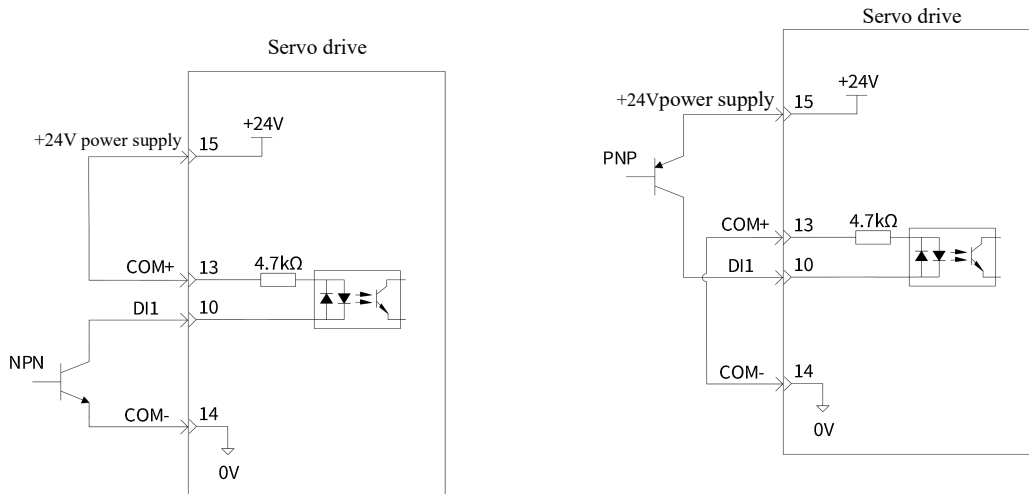 Servo drive
+24V power supply
15
+24V
COM+
13
4.7kΩ
DI1
10
NPN
COM-
14
0V
Servo drive
+24Vpower supply
15
+24V
PNP
COM+
13
4.7kΩ
DI1
10
COM-
14
0V